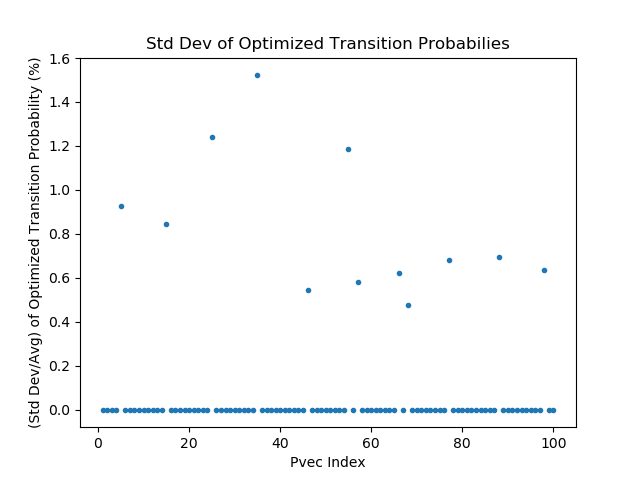 Std Dev of Optimized Transition Probabilies
(Std Dev/Avg) of Optimized Transition Probability (%)
1.6
1.4
1.2
1.0
0.8
0.6
0.4
0.2
0.0
0 20 40 60 80 100
Pvec Index